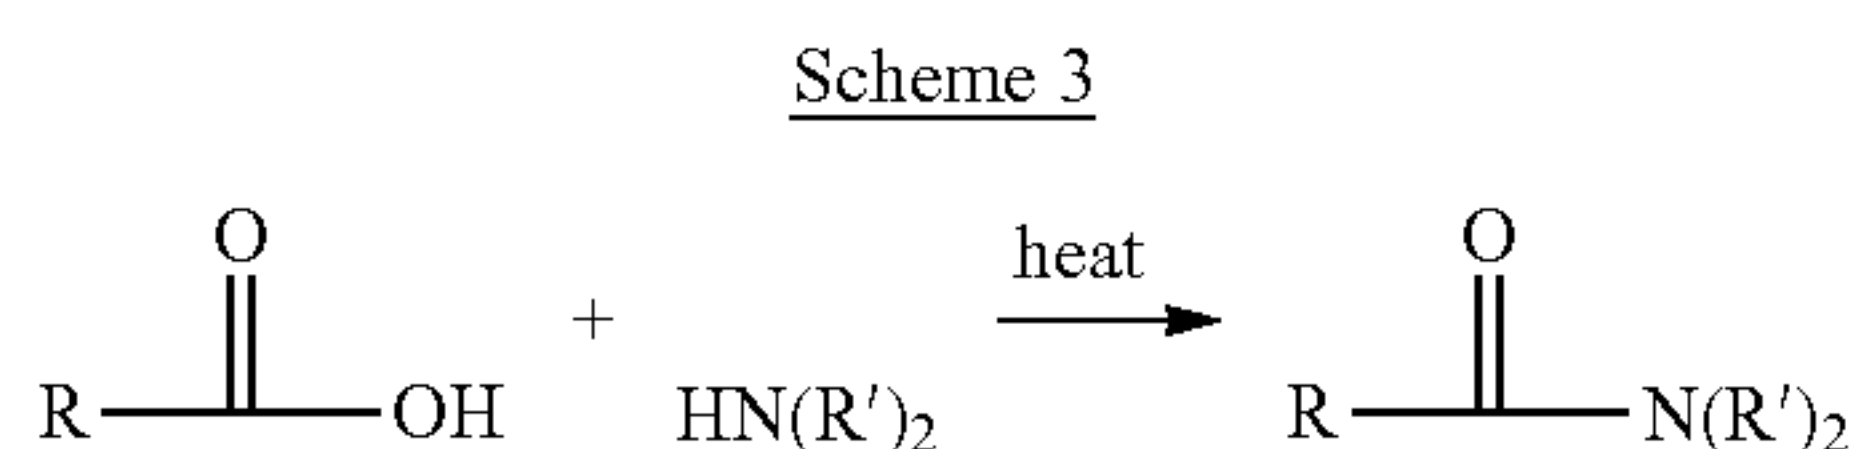 Scheme 3
O O
heat
+
R OH HN(R′)₂ R N(R′)₂